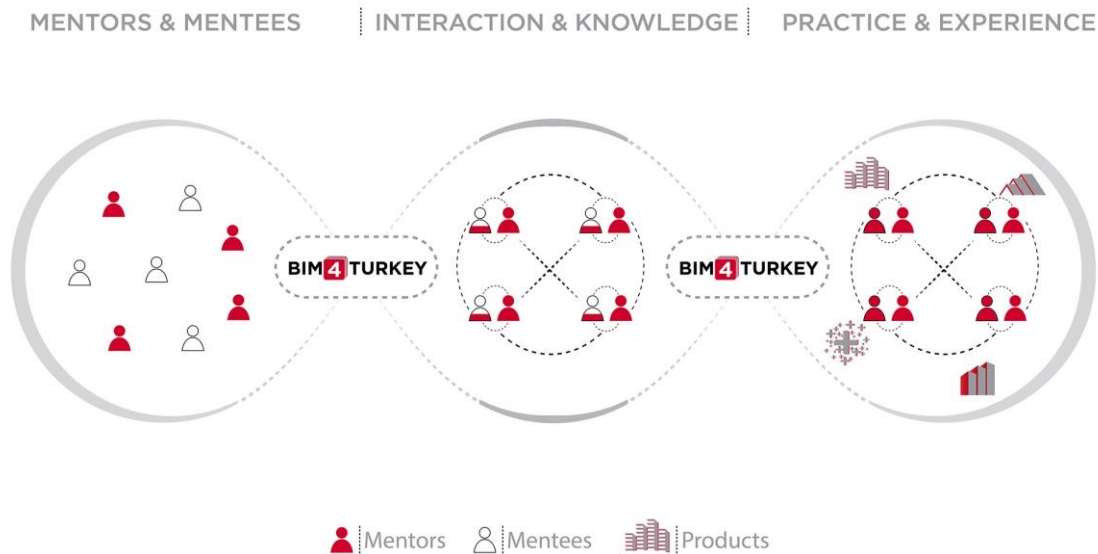 MENTORS & MENTEES
INTERACTION & KNOWLEDGE
PRACTICE & EXPERIENCE
BIM4TURKEY
BIM4TURKEY
Mentors
Mentees
Products